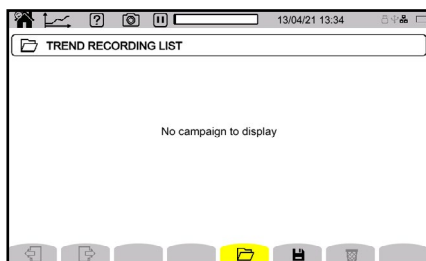 ?
13/04/21 13:34
TREND RECORDING LIST
No campaign to display